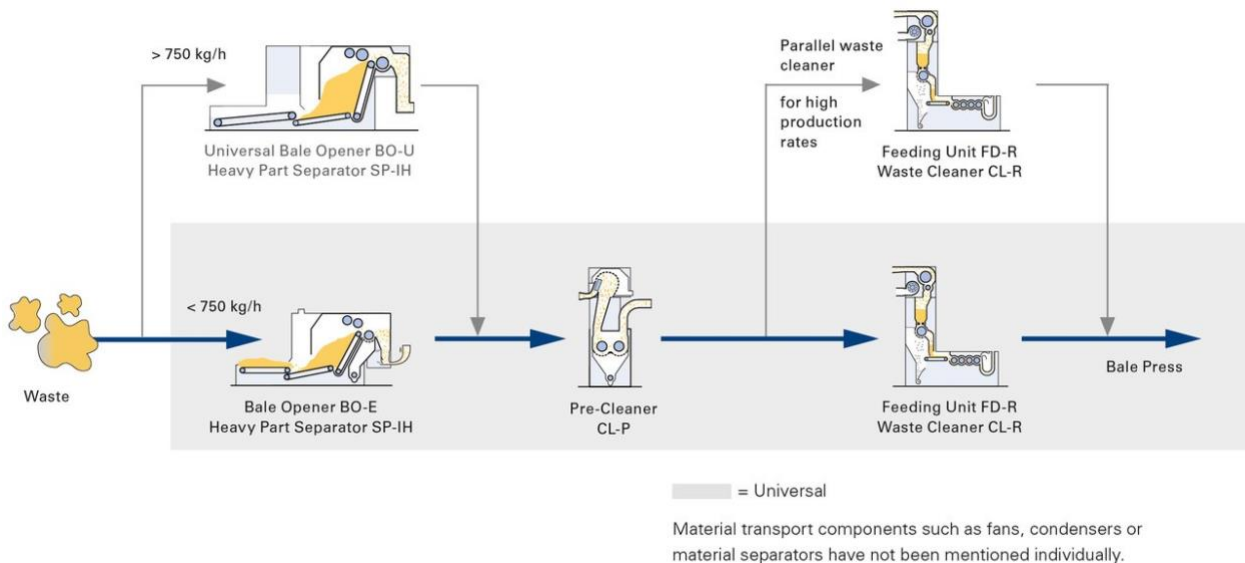 > 750 kg/h
Universal Bale Opener BO-U
Heavy Part Separator SP-IH
Parallel waste
cleaner
for high
production
rates
Feeding Unit FD-R
Waste Cleaner CL-R
Waste
< 750 kg/h
Bale Opener BO-E
Heavy Part Separator SP-IH
Pre-Cleaner
CL-P
Feeding Unit FD-R
Waste Cleaner CL-R
Bale Press
= Universal
Material transport components such as fans, condensers or
material separators have not been mentioned individually.